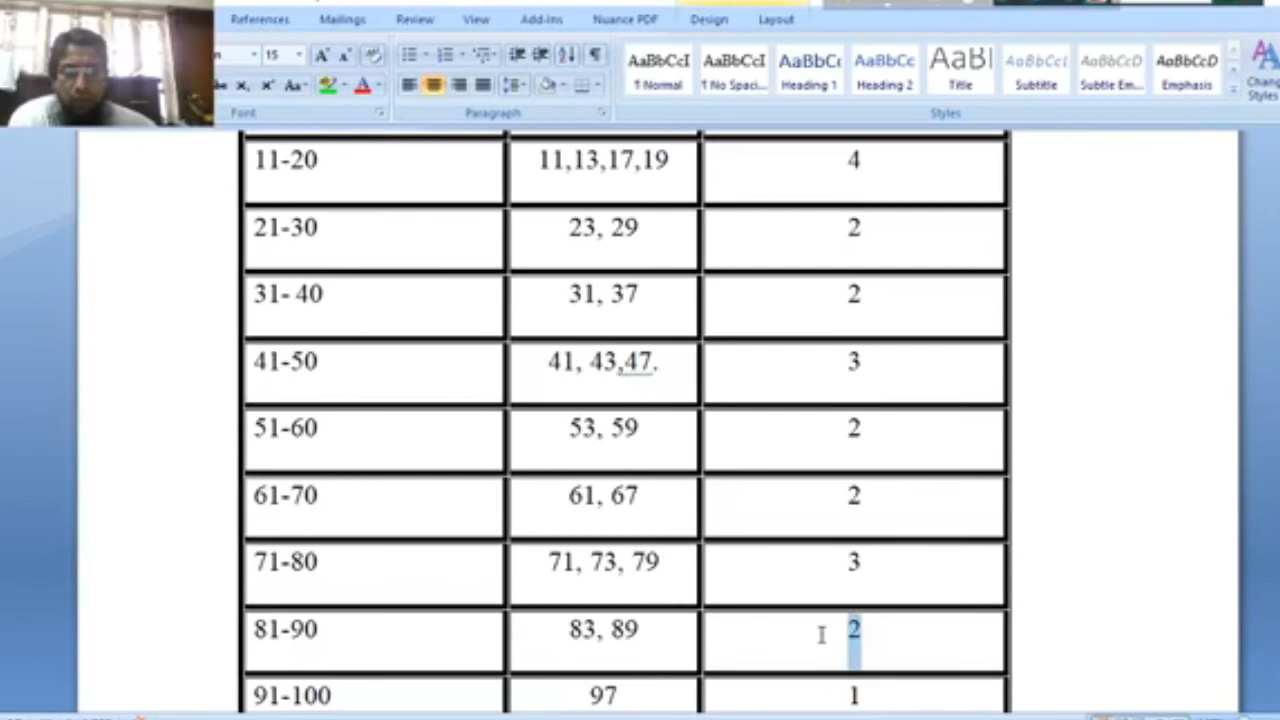 References Mailings Review View Add-Ins Nuance PDF Design Layout
15 Aa
AaBbCcI AaBbCcI AaBbCc AaBbCc AaBl AaBbCcI AaBbCcD AaBbCcD
¶ Normal ¶ No Spaci... Heading 1 Heading 2 Title Subtitle Subtle Em... Emphasis
Styles
Font Paragraph Styles
11-20 11,13,17,19 4
21-30 23, 29 2
31- 40 31, 37 2
41-50 41, 43,47. 3
51-60 53, 59 2
61-70 61, 67 2
71-80 71, 73, 79 3
81-90 83, 89 2
91-100 97 1